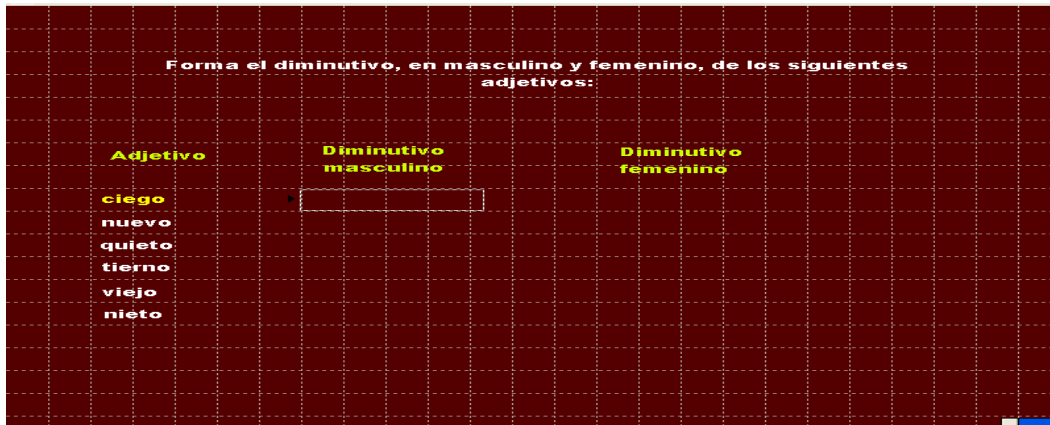 Forma el diminutivo, en masculino y femenino, de los siguientes
adjetivos:
Adjetivo
Diminutivo
masculino
Diminutivo
femenino
ciego
nuevo
quieto
tierno
viejo
nieto